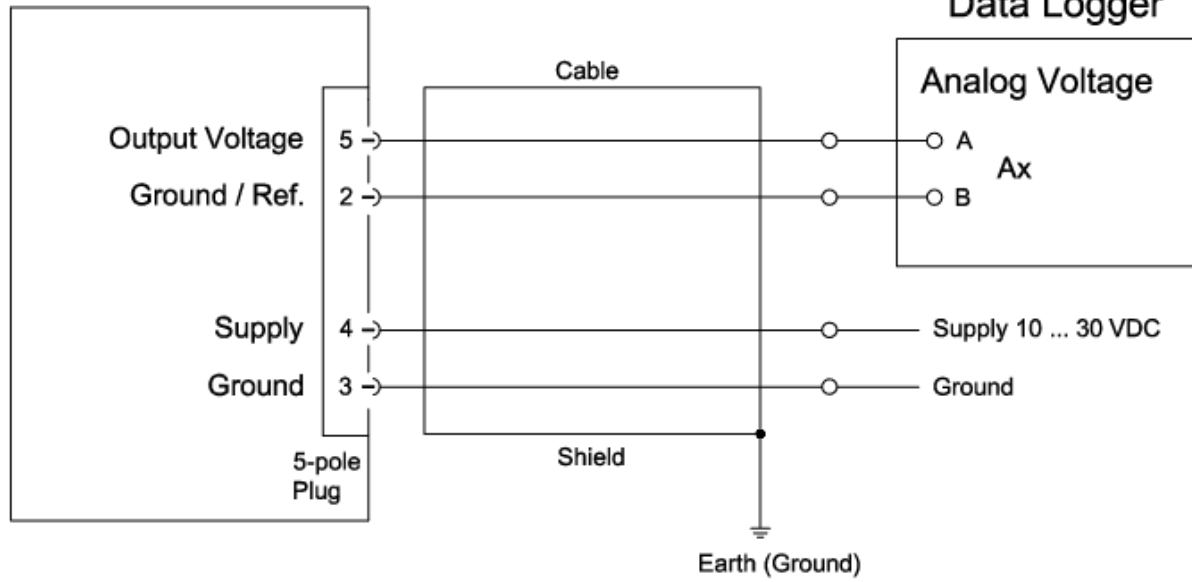 Data Logger
Cable
Analog Voltage
Output Voltage 5 A
Ax
Ground / Ref. 2 B
Supply 4 Supply 10 ... 30 VDC
Ground 3 Ground
5-pole
Plug
Shield
Earth (Ground)